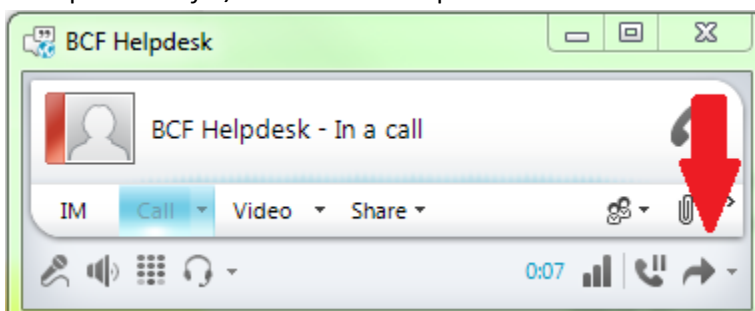 BCF Helpdesk
BCF Helpdesk - In a call
IM Call Video Share
0:07